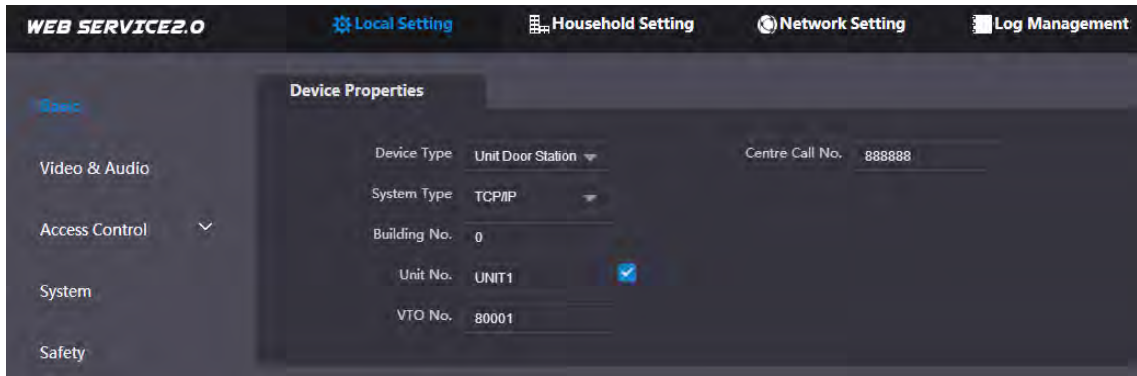 WEB SERVICE2.0 Local Setting Household Setting Network Setting Log Management
Basic
Device Properties
Device Type Unit Door Station Centre Call No. 888888
Video & Audio
System Type TCP/IP
Access Control
Building No. 0
Unit No. UNIT1
System
VTO No. 80001
Safety